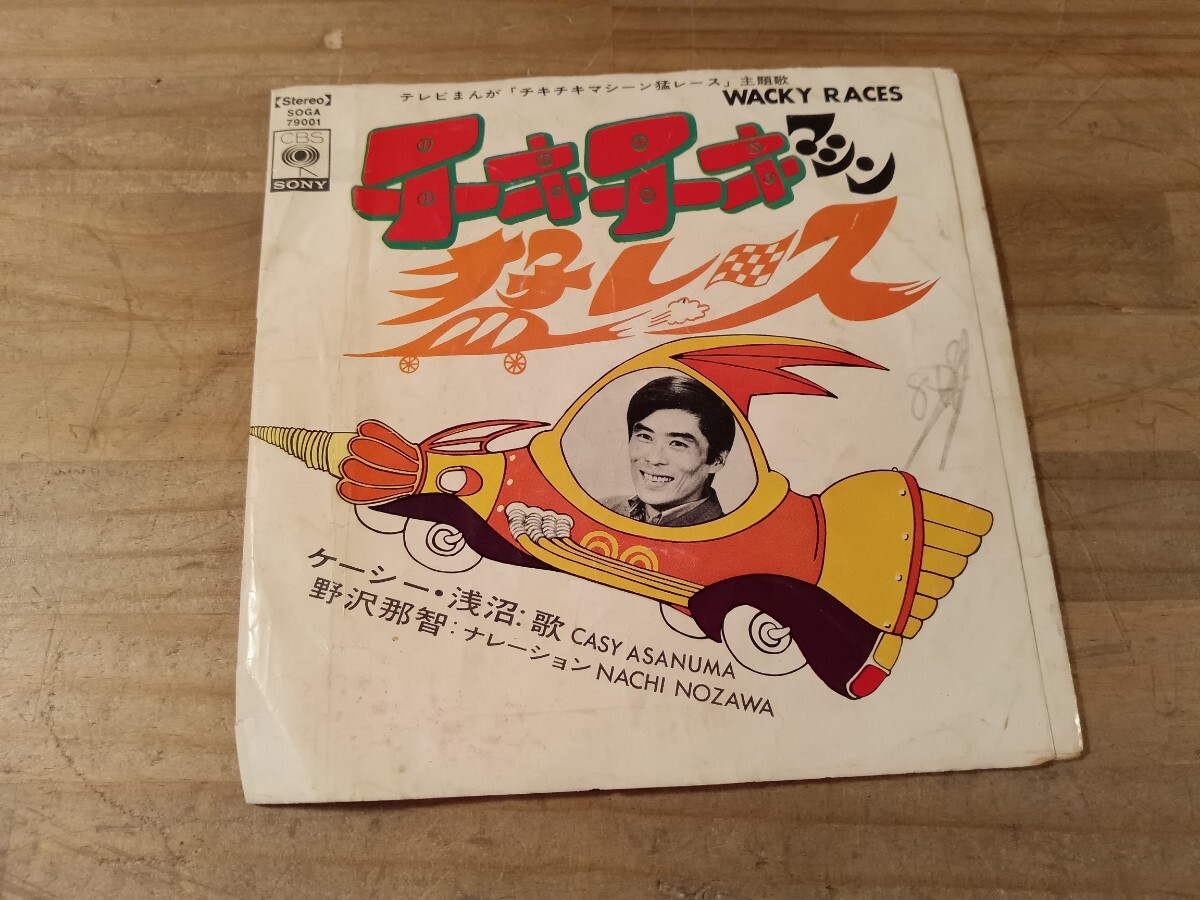 テレビまんが「チキチキマシーン猛レース」主題歌
WACKY RACES
【Stereo】
SOGA
79001
CBS
SONY
チキチキマシン
猛レース
ケーシー・浅沼:歌 CASY ASANUMA
野沢那智:ナレーション NACHI NOZAWA